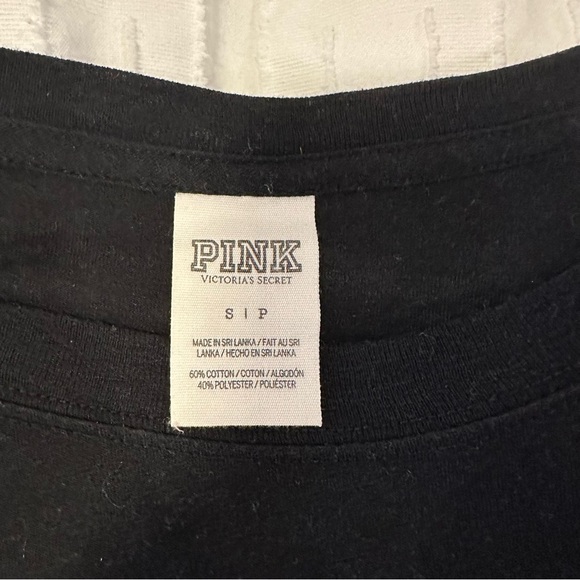 PINK
VICTORIA'S SECRET
S | P
MADE IN SRI LANKA / FAIT AU SRI
LANKA / HECHO EN SRI LANKA
60% COTTON / COTON / ALGODÓN
40% POLYESTER / POLIÉSTER